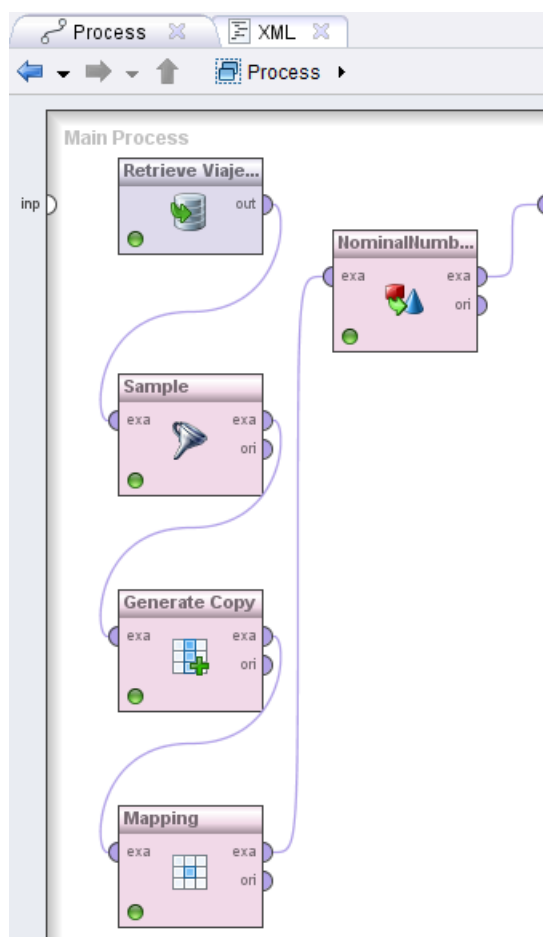 Process
XML
Process
Main Process
inp
Retrieve Viaje...
out
NominalNumb...
exa exa
ori
Sample
exa exa
ori
Generate Copy
exa exa
ori
Mapping
exa exa
ori